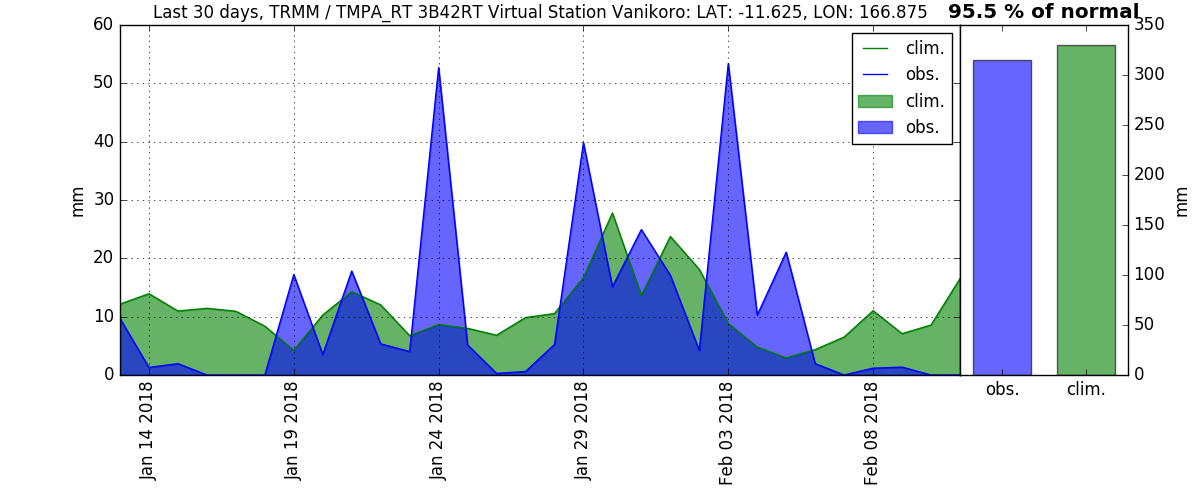 Last 30 days, TRMM / TMPA_RT 3B42RT Virtual Station Vanikoro: LAT: -11.625, LON: 166.875
95.5 % of normal
60
50
40
30
20
10
0
mm
clim.
obs.
clim.
obs.
Jan 14 2018
Jan 19 2018
Jan 24 2018
Jan 29 2018
Feb 03 2018
Feb 08 2018
350
300
250
200
150
100
50
0
mm
obs.
clim.